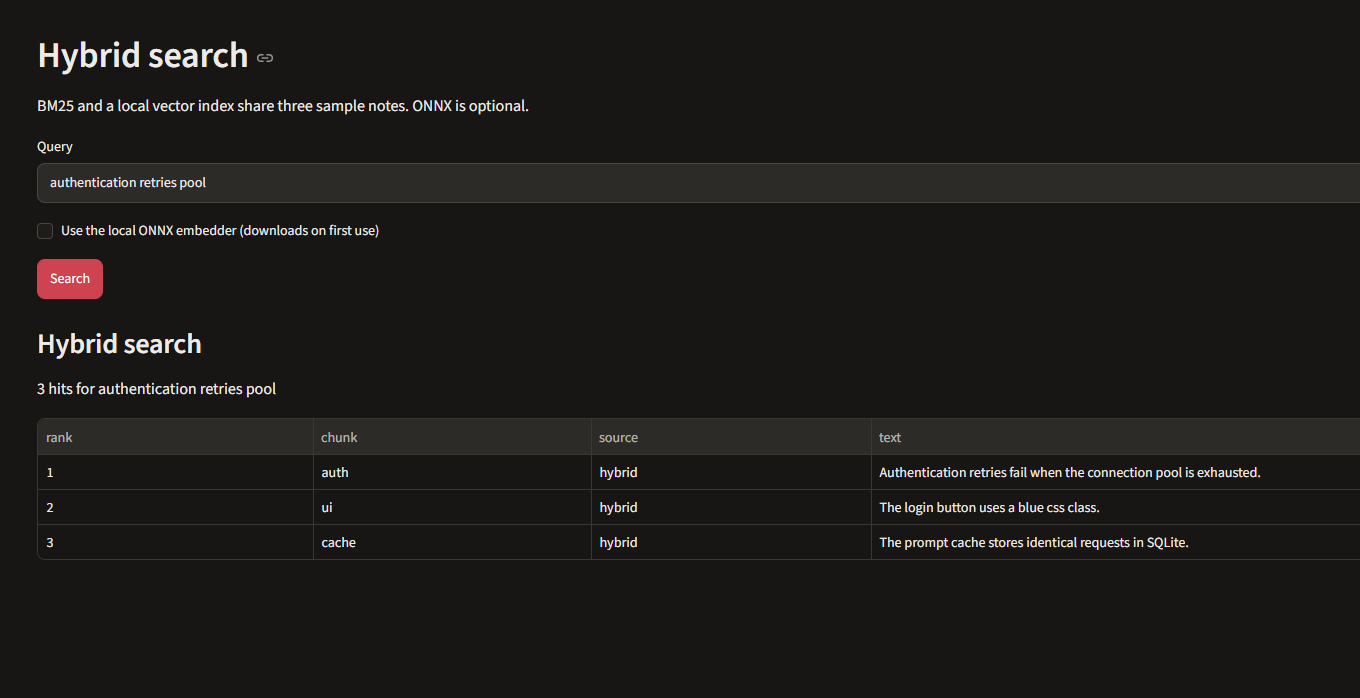 Hybrid search
BM25 and a local vector index share three sample notes. ONNX is optional.
Query
authentication retries pool
Use the local ONNX embedder (downloads on first use)
Search
Hybrid search
3 hits for authentication retries pool
rank chunk source text
1 auth hybrid Authentication retries fail when the connection pool is exhausted.
2 ui hybrid The login button uses a blue css class.
3 cache hybrid The prompt cache stores identical requests in SQLite.